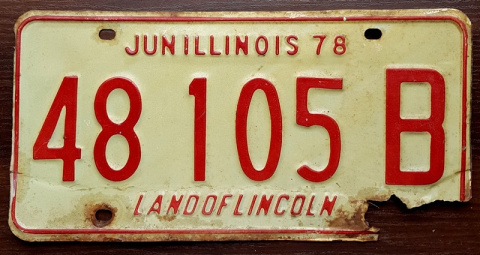 JUN ILLINOIS 78
48 105 B
LAND OF LINCOLN